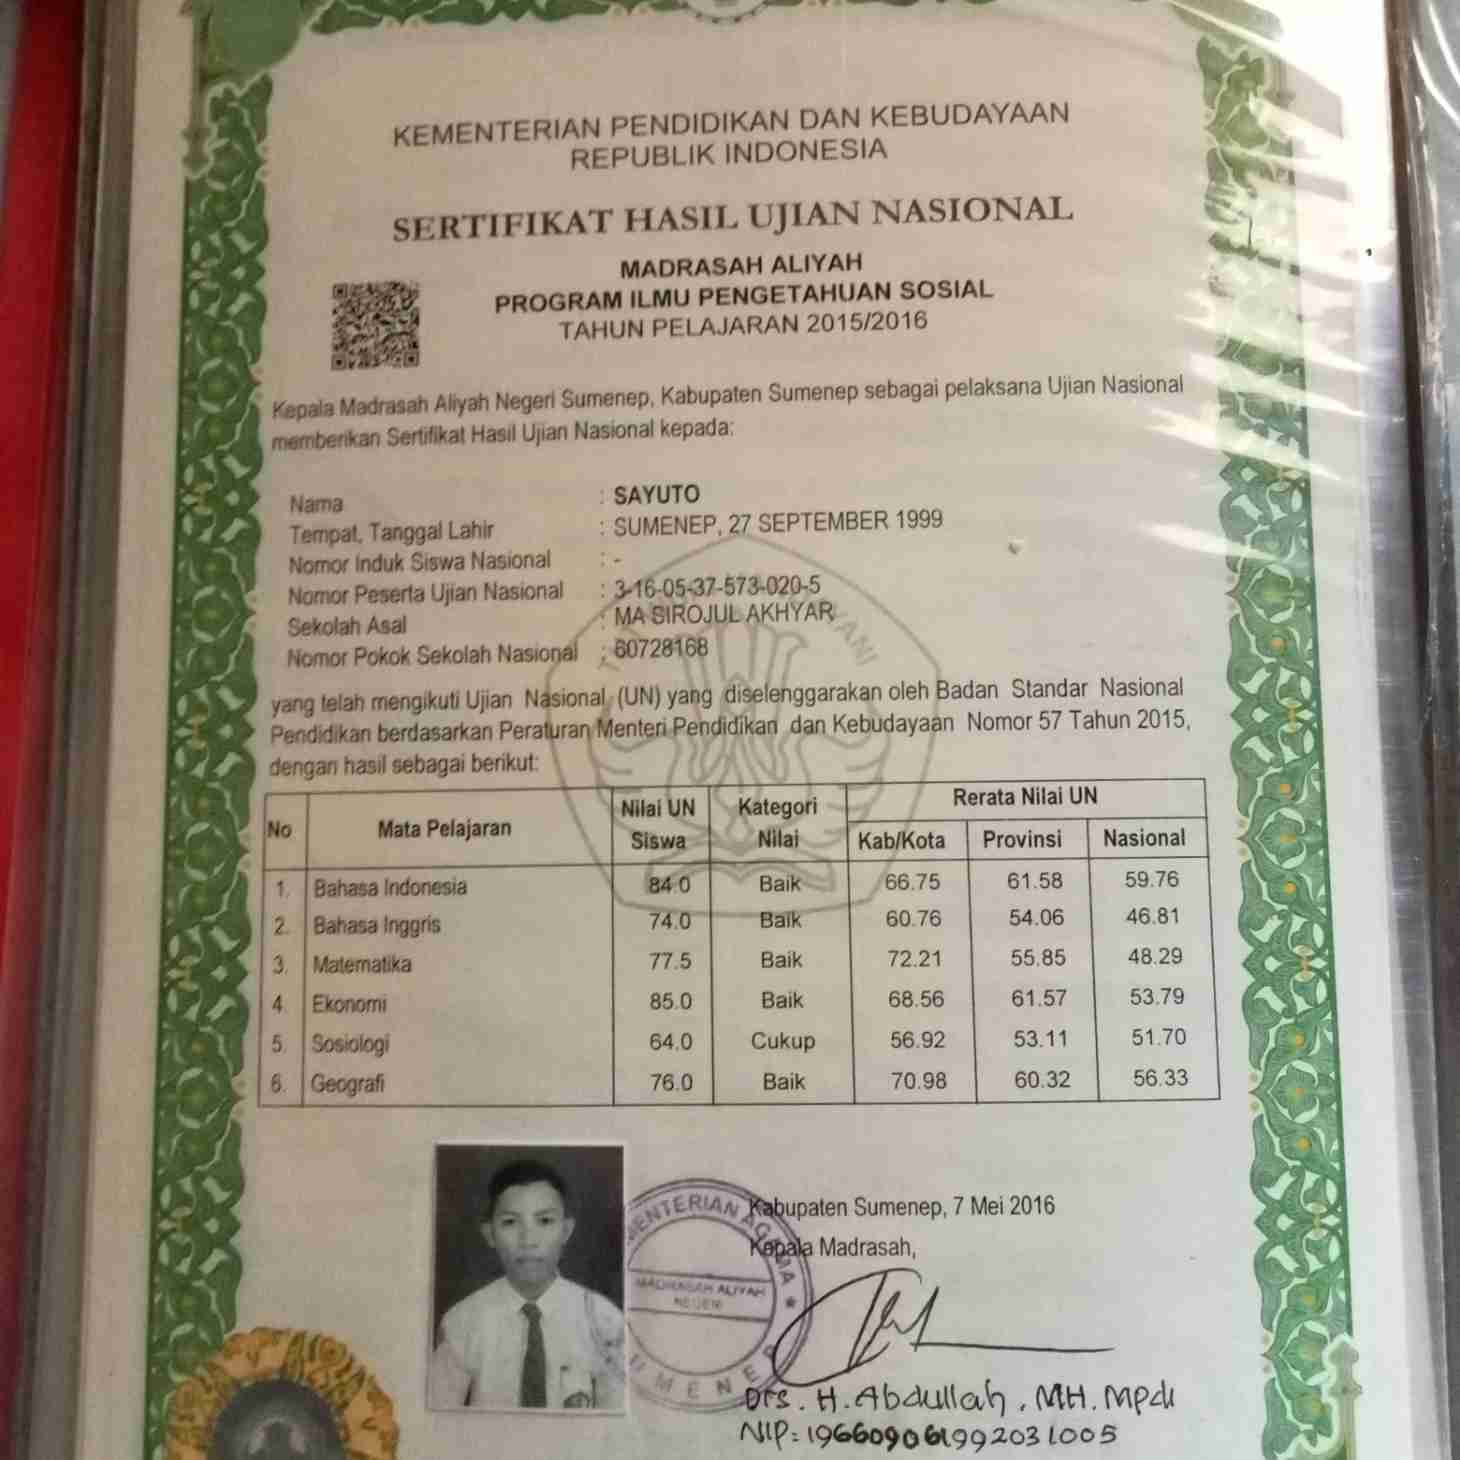 KEMENTERIAN PENDIDIKAN DAN KEBUDAYAAN
REPUBLIK INDONESIA
SERTIFIKAT HASIL UJIAN NASIONAL
MADRASAH ALIYAH
PROGRAM ILMU PENGETAHUAN SOSIAL
TAHUN PELAJARAN 2015/2016
Kepala Madrasah Aliyah Negeri Sumenep, Kabupaten Sumenep sebagai pelaksana Ujian Nasional
memberikan Sertifikat Hasil Ujian Nasional kepada:
Nama : SAYUTO
Tempat, Tanggal Lahir : SUMENEP, 27 SEPTEMBER 1999
Nomor Induk Siswa Nasional : -
Nomor Peserta Ujian Nasional : 3-16-05-37-573-020-5
Sekolah Asal : MA SIROJUL AKHYAR
Nomor Pokok Sekolah Nasional : 60728168
yang telah mengikuti Ujian Nasional (UN) yang diselenggarakan oleh Badan Standar Nasional
Pendidikan berdasarkan Peraturan Menteri Pendidikan dan Kebudayaan Nomor 57 Tahun 2015,
dengan hasil sebagai berikut:
No Mata Pelajaran Nilai UN Siswa Kategori Nilai Rerata Nilai UN
Kab/Kota Provinsi Nasional
1. Bahasa Indonesia 84.0 Baik 66.75 61.58 59.76
2. Bahasa Inggris 74.0 Baik 60.76 54.06 46.81
3. Matematika 77.5 Baik 72.21 55.85 48.29
4. Ekonomi 85.0 Baik 68.56 61.57 53.79
5. Sosiologi 64.0 Cukup 56.92 53.11 51.70
6. Geografi 76.0 Baik 70.98 60.32 56.33
Kabupaten Sumenep, 7 Mei 2016
Kepala Madrasah,
KEMENTERIAN AGAMA
MADRASAH ALIYAH
NEGERI
SUMENEP
Drs. H. Abdullah, MH. MPdi
NIP: 196609061992031005